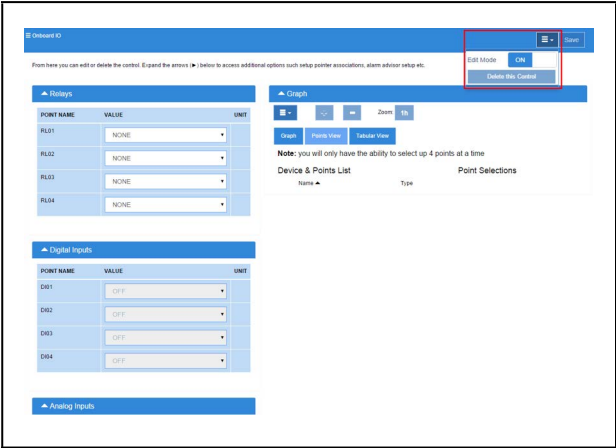 Onboard IO
Save
Edit Mode ON
Delete this Control
From here you can edit or delete the control. Expand the arrows (►) below to access additional options such setup pointer associations, alarm advisor setup etc.
Relays
POINT NAME VALUE UNIT
RL01 NONE
RL02 NONE
RL03 NONE
RL04 NONE
Graph
Zoom: 1h
Graph Points View Tabular View
Note: you will only have the ability to select up 4 points at a time
Device & Points List Point Selections
Name Type
Digital Inputs
POINT NAME VALUE UNIT
DI01 OFF
DI02 OFF
DI03 OFF
DI04 OFF
Analog Inputs